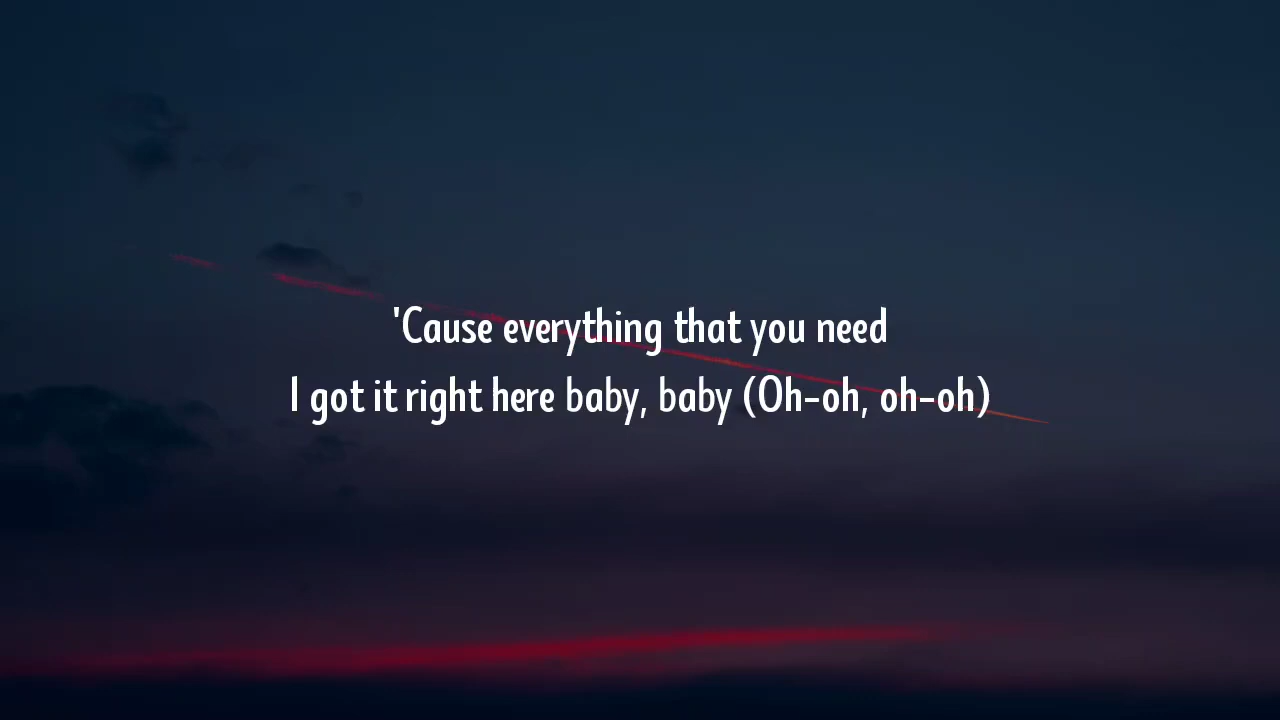 'Cause everything that you need
I got it right here baby, baby (Oh-oh, oh-oh)